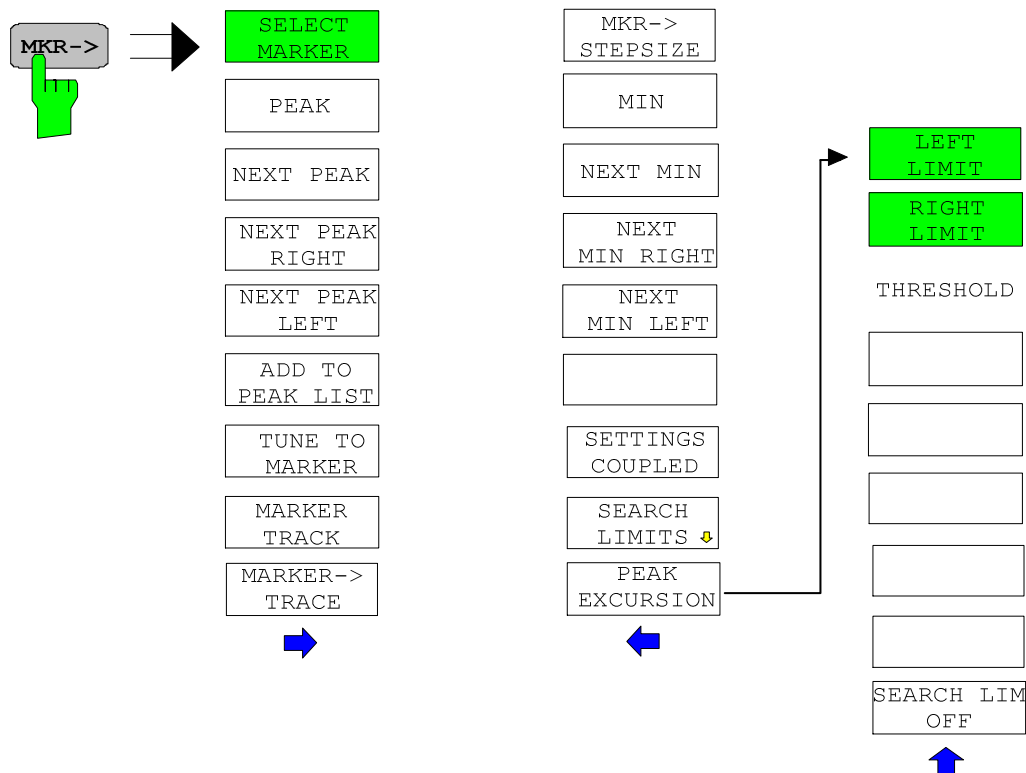 MKR->
SELECT
MARKER
PEAK
NEXT PEAK
NEXT PEAK
RIGHT
NEXT PEAK
LEFT
ADD TO
PEAK LIST
TUNE TO
MARKER
MARKER
TRACK
MARKER->
TRACE
MKR->
STEPSIZE
MIN
NEXT MIN
NEXT
MIN RIGHT
NEXT
MIN LEFT
SETTINGS
COUPLED
SEARCH
LIMITS
PEAK
EXCURSION
LEFT
LIMIT
RIGHT
LIMIT
THRESHOLD
SEARCH LIM
OFF